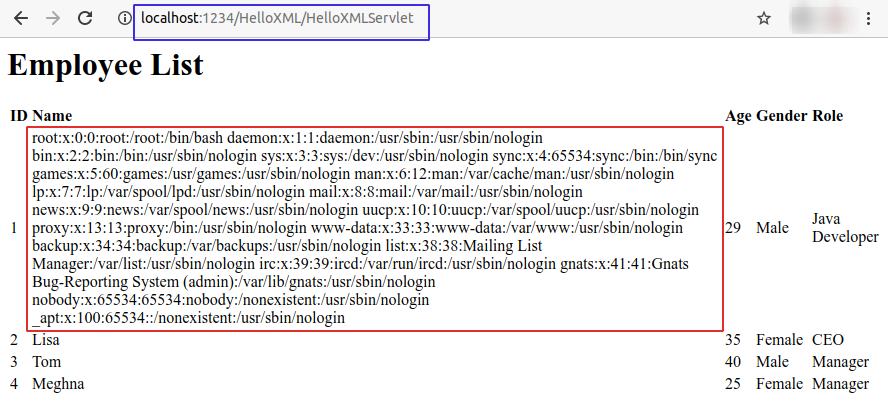 localhost:1234/HelloXML/HelloXMLServlet
Employee List
ID Name Age Gender Role
root:x:0:0:root:/root:/bin/bash daemon:x:1:1:daemon:/usr/sbin:/usr/sbin/nologin
bin:x:2:2:bin:/bin:/usr/sbin/nologin sys:x:3:3:sys:/dev:/usr/sbin/nologin sync:x:4:65534:sync:/bin:/bin/sync
games:x:5:60:games:/usr/games:/usr/sbin/nologin man:x:6:12:man:/var/cache/man:/usr/sbin/nologin
lp:x:7:7:lp:/var/spool/lpd:/usr/sbin/nologin mail:x:8:8:mail:/var/mail:/usr/sbin/nologin
news:x:9:9:news:/var/spool/news:/usr/sbin/nologin uucp:x:10:10:uucp:/var/spool/uucp:/usr/sbin/nologin
1 proxy:x:13:13:proxy:/bin:/usr/sbin/nologin www-data:x:33:33:www-data:/var/www:/usr/sbin/nologin 29 Male Java Developer
backup:x:34:34:backup:/var/backups:/usr/sbin/nologin list:x:38:38:Mailing List
Manager:/var/list:/usr/sbin/nologin irc:x:39:39:ircd:/var/run/ircd:/usr/sbin/nologin gnats:x:41:41:Gnats
Bug-Reporting System (admin):/var/lib/gnats:/usr/sbin/nologin
nobody:x:65534:65534:nobody:/nonexistent:/usr/sbin/nologin
_apt:x:100:65534::/nonexistent:/usr/sbin/nologin
2 Lisa 35 Female CEO
3 Tom 40 Male Manager
4 Meghna 25 Female Manager